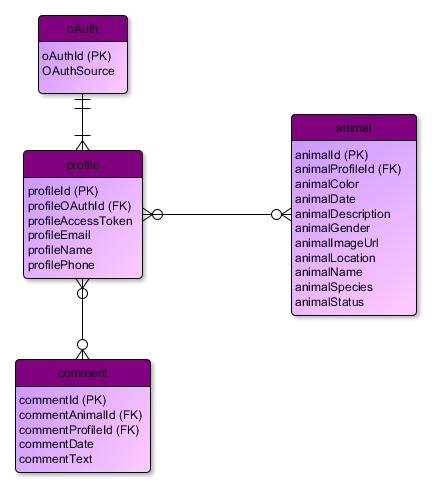 oAuth
oAuthId (PK)
OAuthSource
profile
profileId (PK)
profileOAuthId (FK)
profileAccessToken
profileEmail
profileName
profilePhone
animal
animalId (PK)
animalProfileId (FK)
animalColor
animalDate
animalDescription
animalGender
animalImageUrl
animalLocation
animalName
animalSpecies
animalStatus
comment
commentId (PK)
commentAnimalId (FK)
commentProfileId (FK)
commentDate
commentText